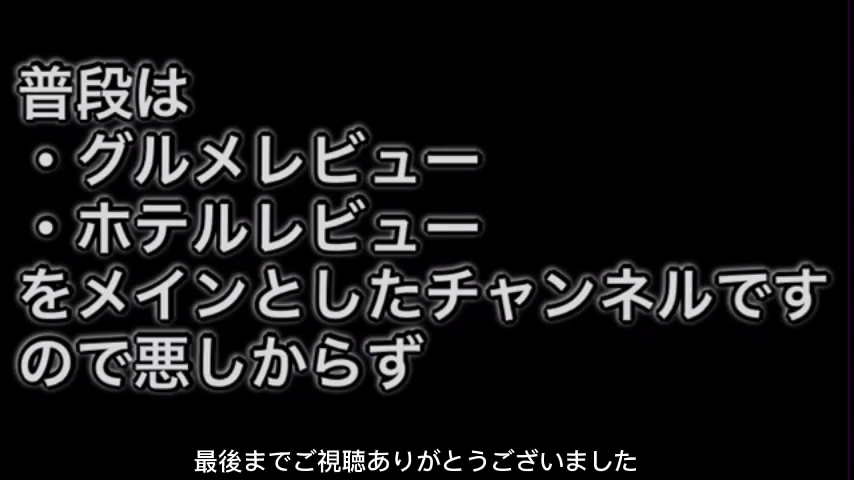 普段は
・グルメレビュー
・ホテルレビュー
をメインとしたチャンネルです
ので悪しからず
最後までご視聴ありがとうございました